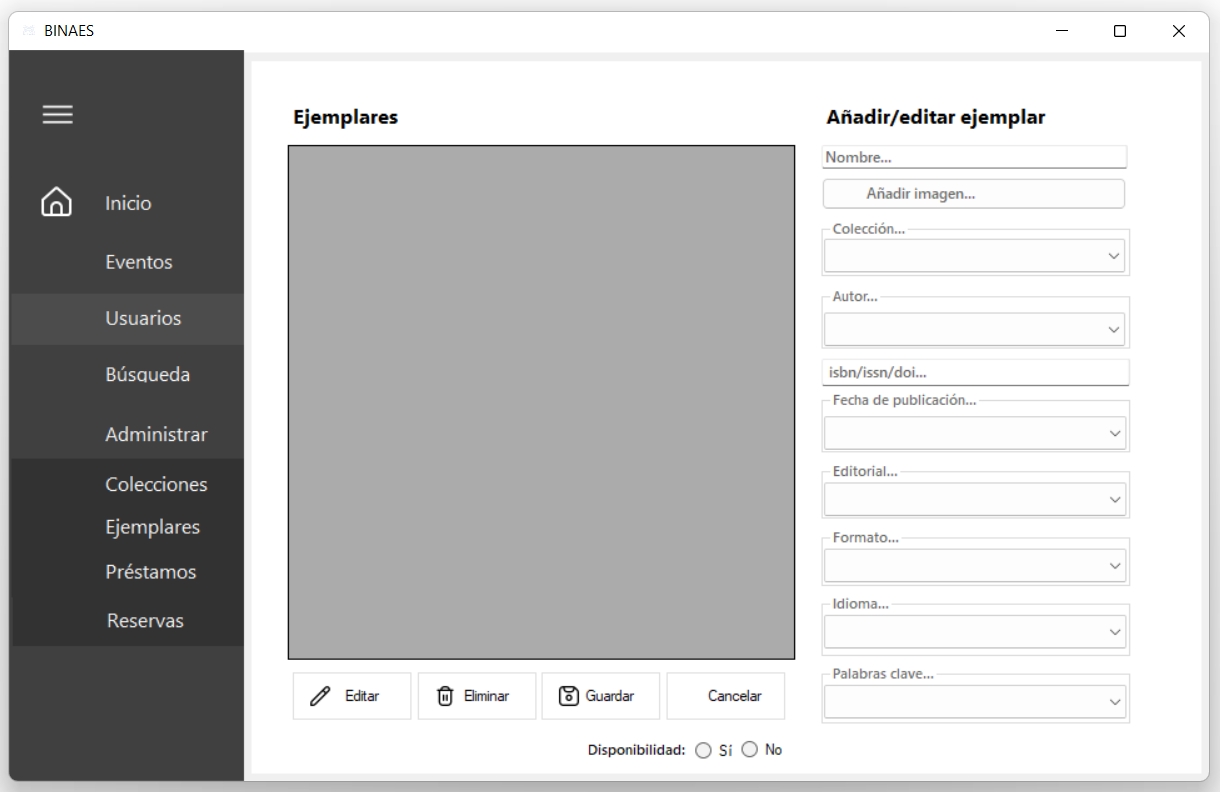 BINAES
Inicio
Eventos
Usuarios
Búsqueda
Administrar
Colecciones
Ejemplares
Préstamos
Reservas
Ejemplares
Editar
Eliminar
Guardar
Cancelar
Disponibilidad: Sí No
Añadir/editar ejemplar
Nombre...
Añadir imagen...
Colección...
Autor...
isbn/issn/doi...
Fecha de publicación...
Editorial...
Formato...
Idioma...
Palabras clave...